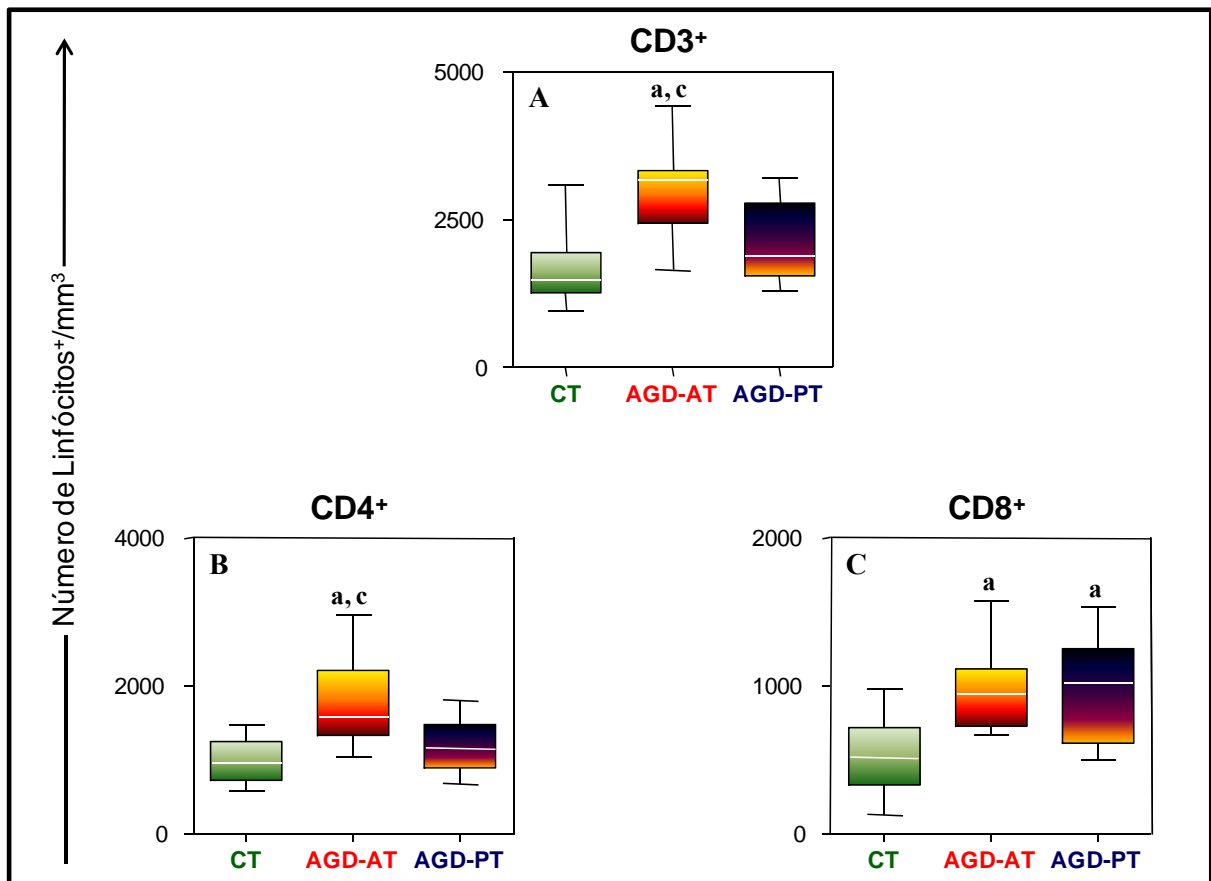 Número de Linfócitos⁺/mm³
CD3⁺
5000
2500
0
A
a, c
CT AGD-AT AGD-PT
CD4⁺
4000
2000
0
B
a, c
CT AGD-AT AGD-PT
CD8⁺
2000
1000
0
C
a a
CT AGD-AT AGD-PT